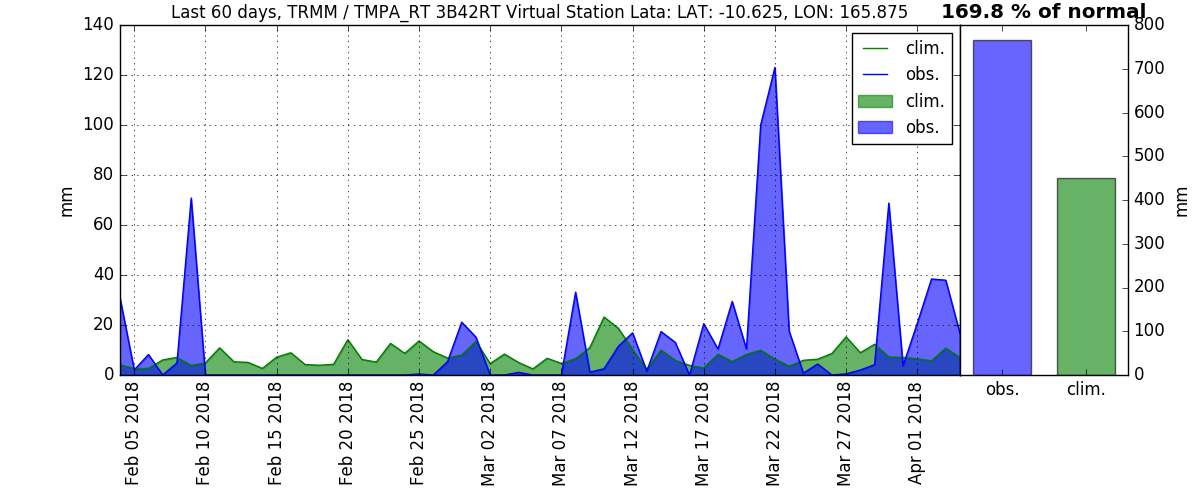 Last 60 days, TRMM / TMPA_RT 3B42RT Virtual Station Lata: LAT: -10.625, LON: 165.875
169.8 % of normal
140
120
100
80
60
40
20
0
mm
clim.
obs.
clim.
obs.
800
700
600
500
400
300
200
100
0
mm
Feb 05 2018
Feb 10 2018
Feb 15 2018
Feb 20 2018
Feb 25 2018
Mar 02 2018
Mar 07 2018
Mar 12 2018
Mar 17 2018
Mar 22 2018
Mar 27 2018
Apr 01 2018
obs.
clim.